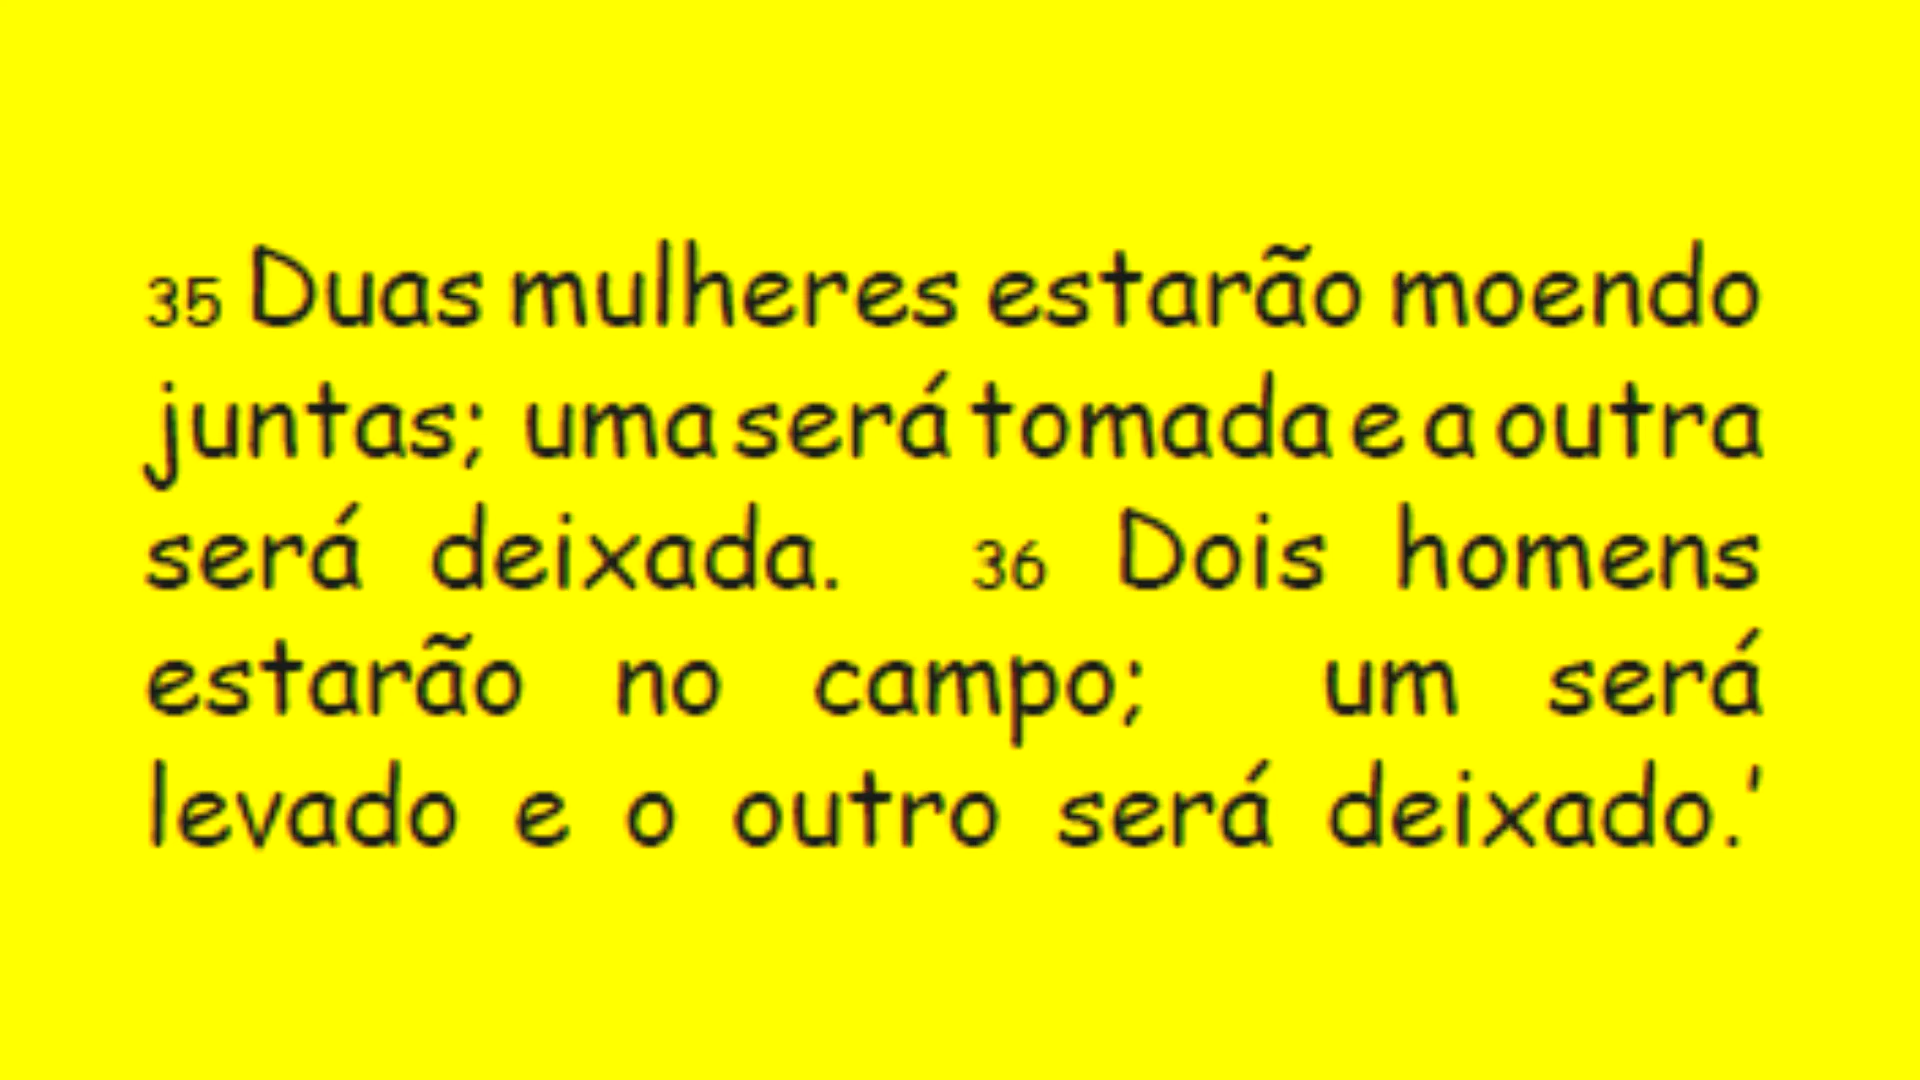 35 Duas mulheres estarão moendo
juntas; uma será tomada e a outra
será deixada. 36 Dois homens
estarão no campo; um será
levado e o outro será deixado.'